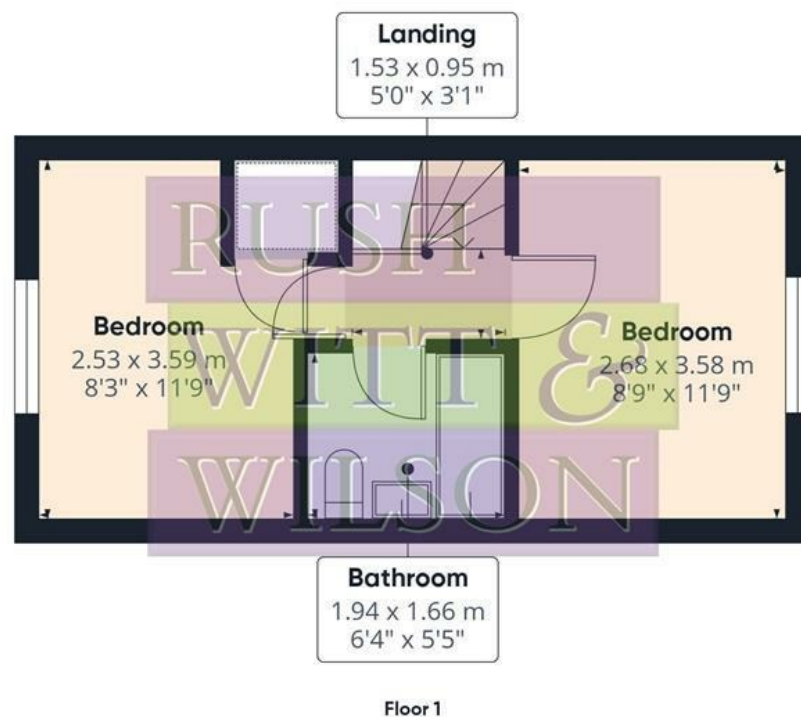 Landing
1.53 x 0.95 m
5'0" x 3'1"
RUSH
WITT &
WILSON
Bedroom
2.53 x 3.59 m
8'3" x 11'9"
Bedroom
2.68 x 3.58 m
8'9" x 11'9"
Bathroom
1.94 x 1.66 m
6'4" x 5'5"
Floor 1